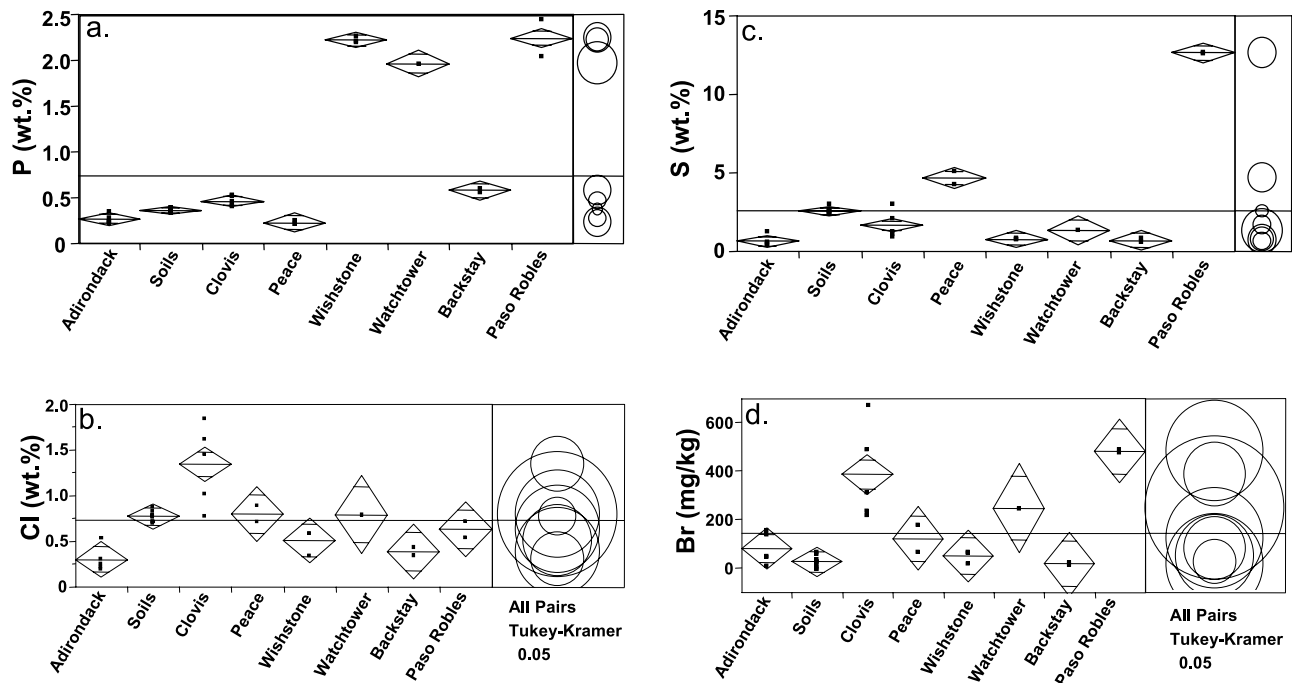 a.
P (wt.%)
2.5
2.0
1.5
1.0
0.5
0
Adirondack
Soils
Clovis
Peace
Wishstone
Watchtower
Backstay
Paso Robles
c.
S (wt.%)
15
10
5
0
Adirondack
Soils
Clovis
Peace
Wishstone
Watchtower
Backstay
Paso Robles
b.
Cl (wt.%)
2.0
1.5
1.0
0.5
0
Adirondack
Soils
Clovis
Peace
Wishstone
Watchtower
Backstay
Paso Robles
All Pairs
Tukey-Kramer
0.05
d.
Br (mg/kg)
600
400
200
0
Adirondack
Soils
Clovis
Peace
Wishstone
Watchtower
Backstay
Paso Robles
All Pairs
Tukey-Kramer
0.05